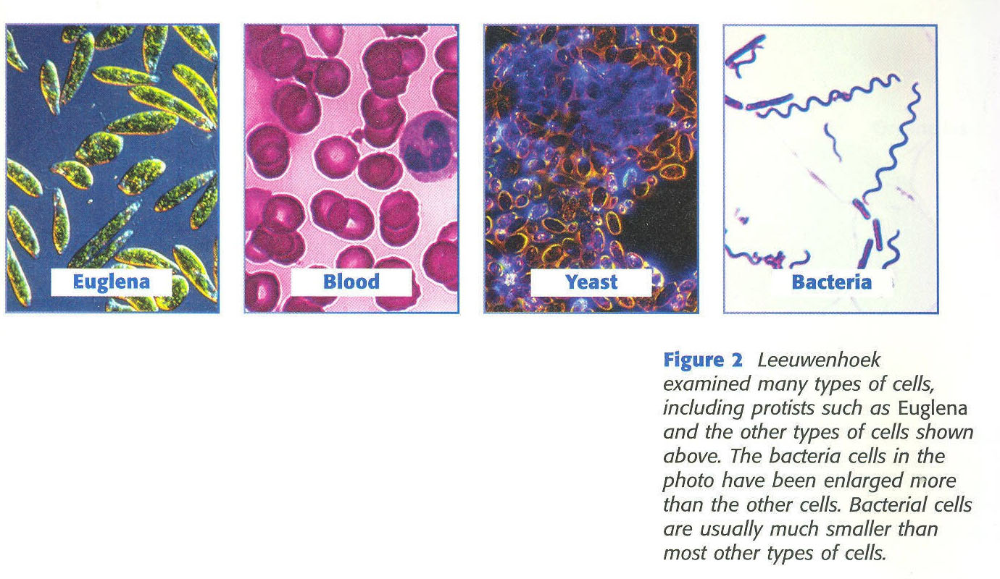 Euglena
Blood
Yeast
Bacteria
Figure 2 Leeuwenhoek
examined many types of cells,
including protists such as Euglena
and the other types of cells shown
above. The bacteria cells in the
photo have been enlarged more
than the other cells. Bacterial cells
are usually much smaller than
most other types of cells.